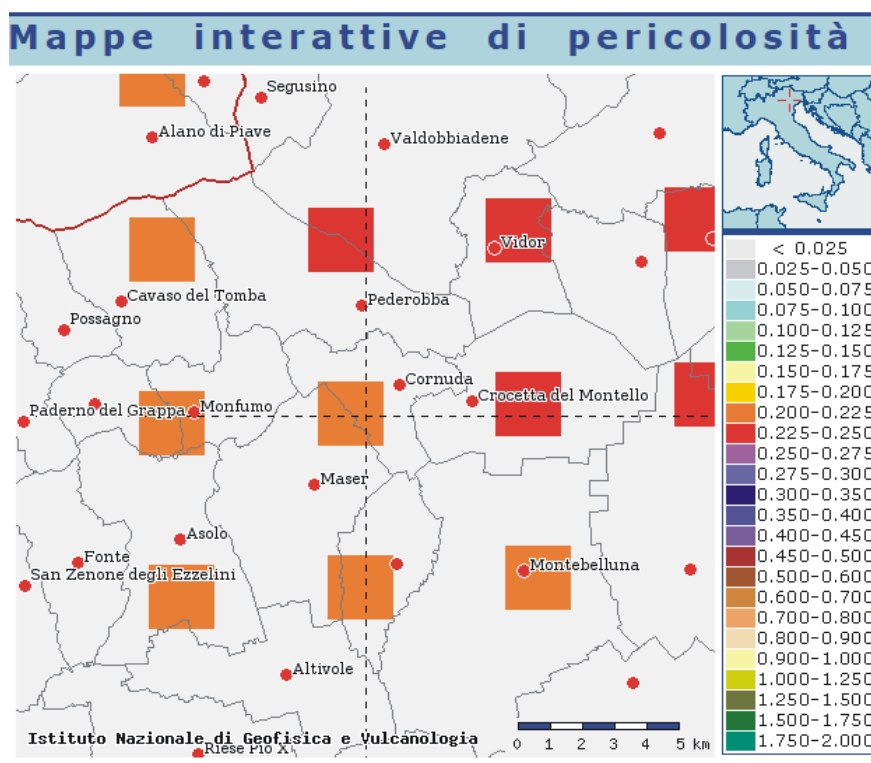 Mappe interattive di pericolosità
Segusino
Alano di Piave
Valdobbiadene
Vidor
Cavaso del Tomba
Pederobba
Possagno
Cornuda
Crocetta del Montello
Paderno del Grappa
Monfumo
Maser
Asolo
Fonte
San Zenone degli Ezzelini
Montebelluna
Altivole
Riese Pio X
Istituto Nazionale di Geofisica e Vulcanologia
0 1 2 3 4 5 km
< 0.025
0.025-0.050
0.050-0.075
0.075-0.100
0.100-0.125
0.125-0.150
0.150-0.175
0.175-0.200
0.200-0.225
0.225-0.250
0.250-0.275
0.275-0.300
0.300-0.350
0.350-0.400
0.400-0.450
0.450-0.500
0.500-0.600
0.600-0.700
0.700-0.800
0.800-0.900
0.900-1.000
1.000-1.250
1.250-1.500
1.500-1.750
1.750-2.000